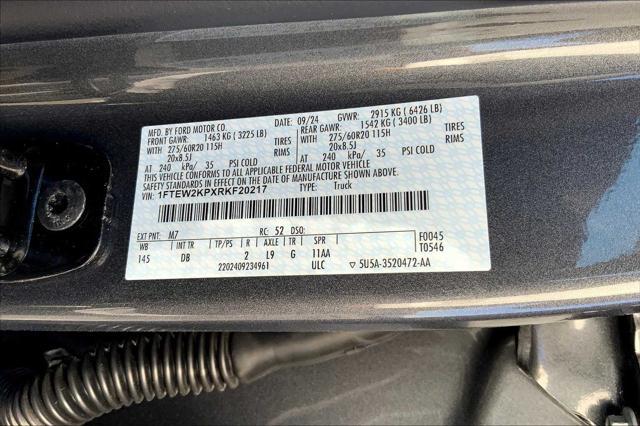 MFD. BY FORD MOTOR CO. DATE: 09/24 GVWR: 2915 KG ( 6426 LB)
FRONT GAWR: 1463 KG ( 3225 LB) REAR GAWR: 1542 KG ( 3400 LB)
275/60R20 115H TIRES 275/60R20 115H TIRES
20x8.5J RIMS 20x8.5J RIMS
AT 240 kPa/ 35 PSI COLD AT 240 kPa/ 35 PSI COLD
THIS VEHICLE CONFORMS TO ALL APPLICABLE FEDERAL MOTOR VEHICLE
SAFETY STANDARDS IN EFFECT ON THE DATE OF MANUFACTURE SHOWN ABOVE.
VIN: 1FTEW2KPXRKF20217 TYPE: Truck
EXT PNT: M7 RC: 52 DSO: F0045
WB INT TR TP/PS R AXLE TR SPR T0546
145 DB 2 L9 G 11AA
2202409234961 ULC ▽ 5U5A-3520472-AA